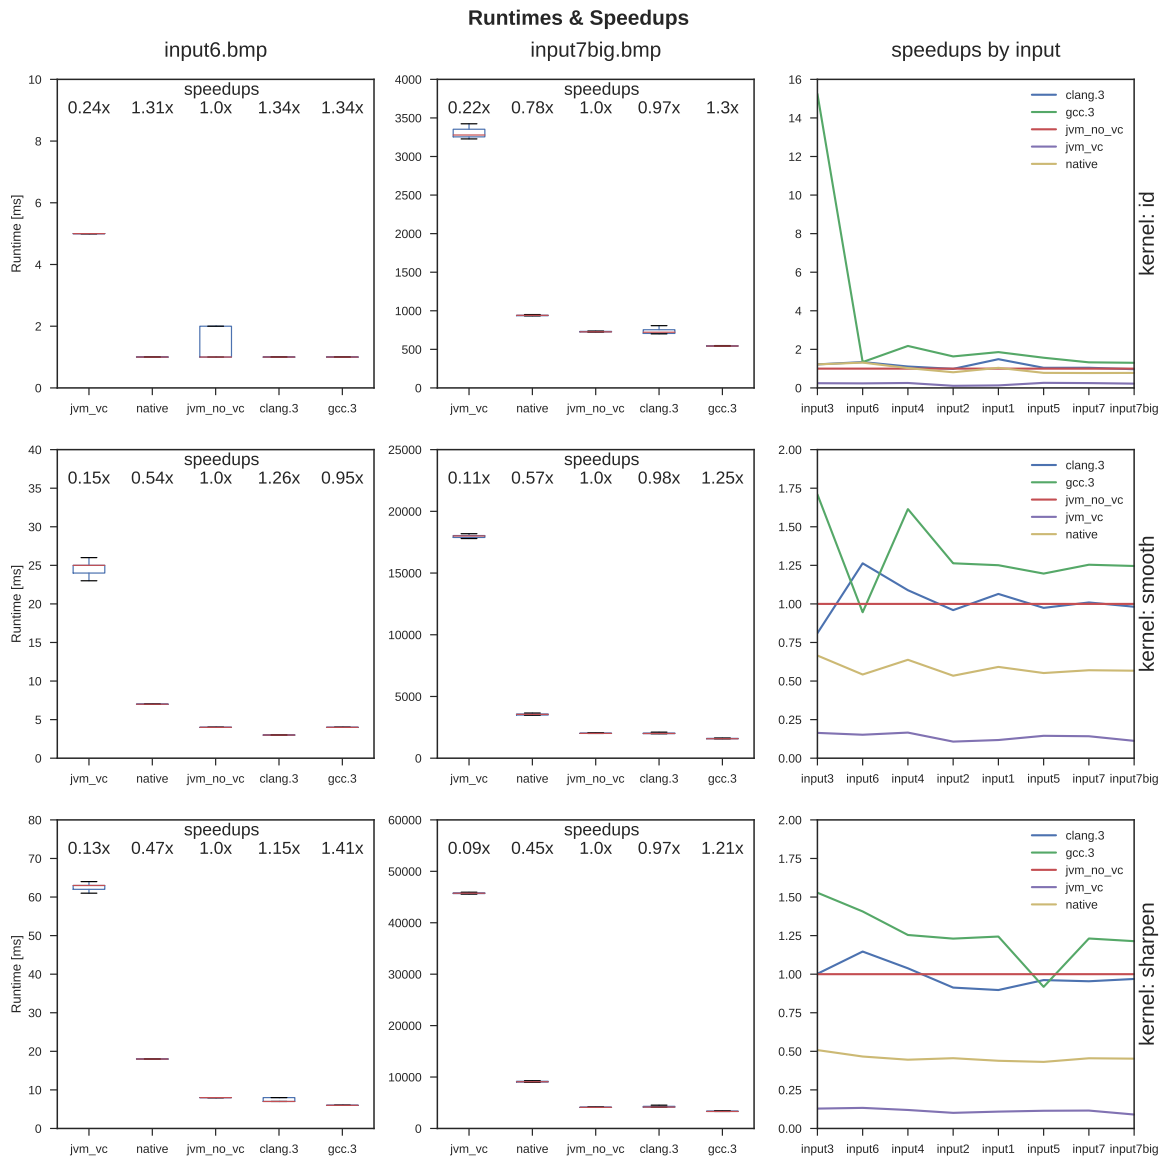 Runtimes & Speedups
input6.bmp
input7big.bmp
speedups by input
speedups
0.24x 1.31x 1.0x 1.34x 1.34x
Runtime [ms]
10
8
6
4
2
0
jvm_vc native jvm_no_vc clang.3 gcc.3
speedups
0.22x 0.78x 1.0x 0.97x 1.3x
4000
3500
3000
2500
2000
1500
1000
500
0
jvm_vc native jvm_no_vc clang.3 gcc.3
16
14
12
10
8
6
4
2
0
clang.3
gcc.3
jvm_no_vc
jvm_vc
native
input3 input6 input4 input2 input1 input5 input7 input7big
kernel: id
speedups
0.15x 0.54x 1.0x 1.26x 0.95x
Runtime [ms]
40
35
30
25
20
15
10
5
0
jvm_vc native jvm_no_vc clang.3 gcc.3
speedups
0.11x 0.57x 1.0x 0.98x 1.25x
25000
20000
15000
10000
5000
0
jvm_vc native jvm_no_vc clang.3 gcc.3
2.00
1.75
1.50
1.25
1.00
0.75
0.50
0.25
0.00
clang.3
gcc.3
jvm_no_vc
jvm_vc
native
input3 input6 input4 input2 input1 input5 input7 input7big
kernel: smooth
speedups
0.13x 0.47x 1.0x 1.15x 1.41x
Runtime [ms]
80
70
60
50
40
30
20
10
0
jvm_vc native jvm_no_vc clang.3 gcc.3
speedups
0.09x 0.45x 1.0x 0.97x 1.21x
60000
50000
40000
30000
20000
10000
0
jvm_vc native jvm_no_vc clang.3 gcc.3
2.00
1.75
1.50
1.25
1.00
0.75
0.50
0.25
0.00
clang.3
gcc.3
jvm_no_vc
jvm_vc
native
input3 input6 input4 input2 input1 input5 input7 input7big
kernel: sharpen